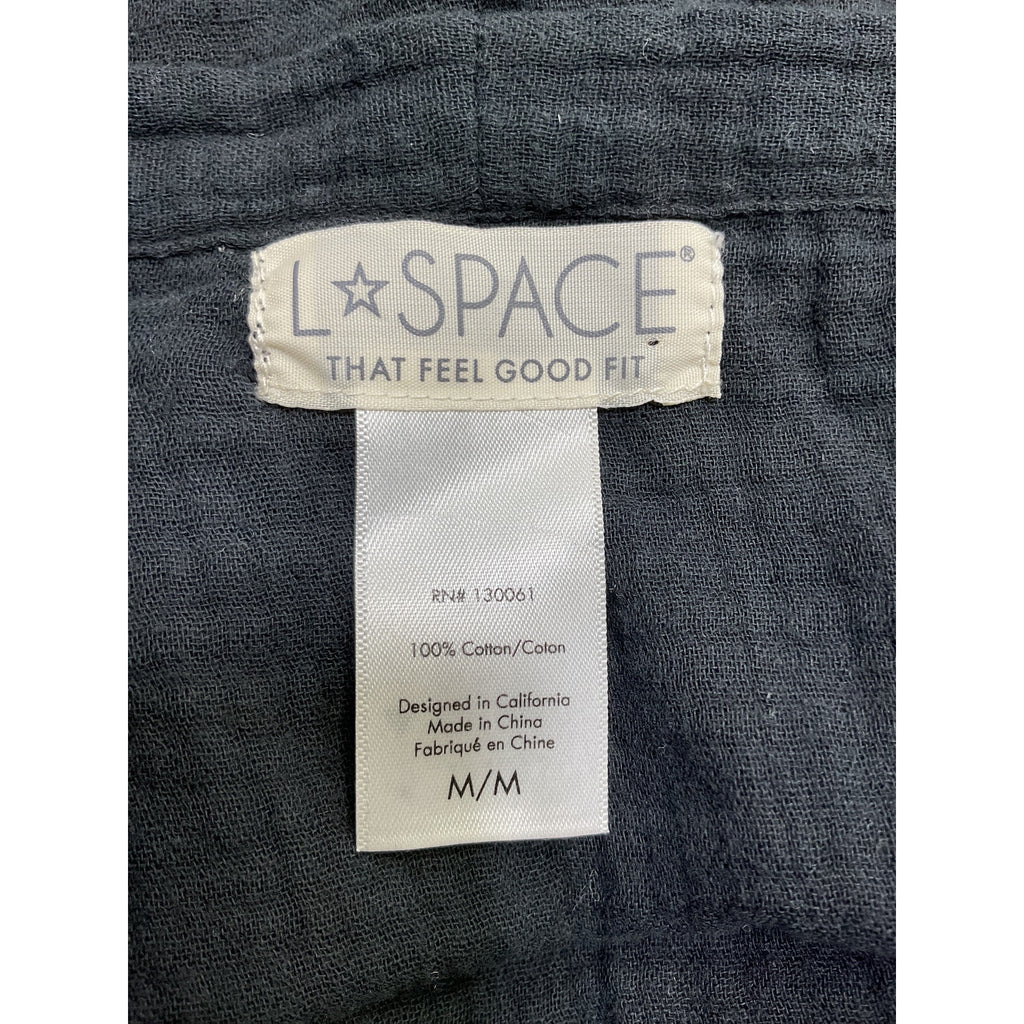 L☆SPACE®
THAT FEEL GOOD FIT
RN# 130061
100% Cotton/Coton
Designed in California
Made in China
Fabriqué en Chine
M/M